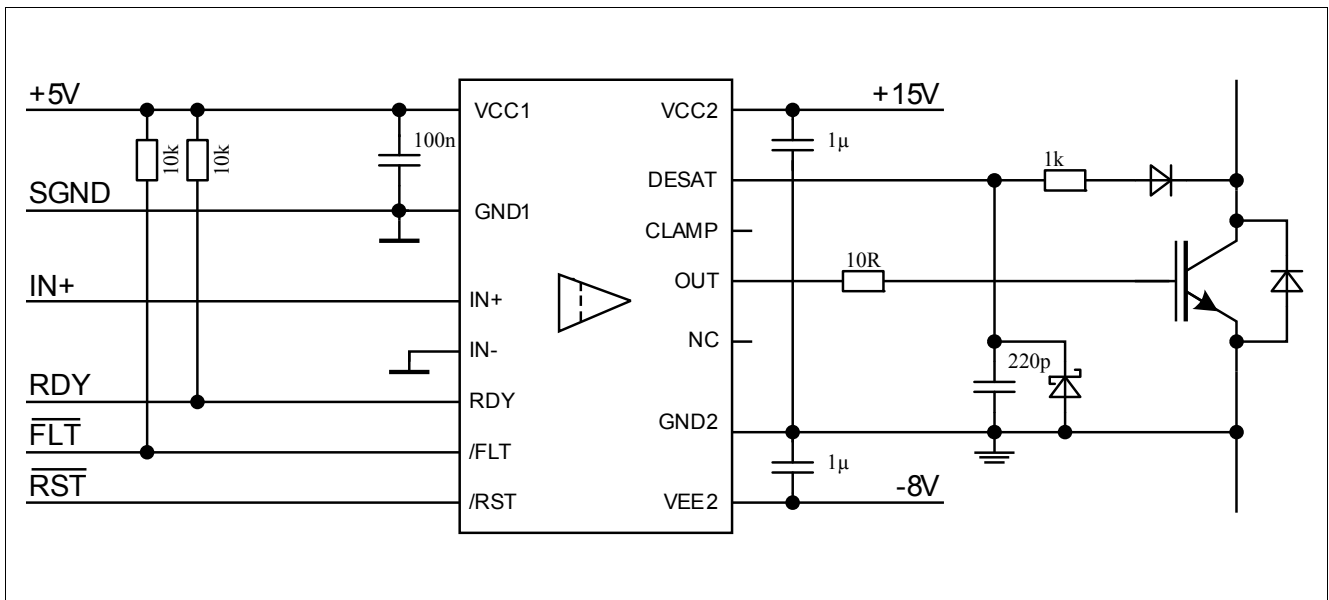 +5V
10k
10k
100n
SGND
IN+
RDY
FLT
RST
VCC1
GND1
IN+
IN-
RDY
/FLT
/RST
VCC2
DESAT
CLAMP
OUT
NC
GND2
VEE2
+15V
1µ
1k
10R
220p
1µ
-8V